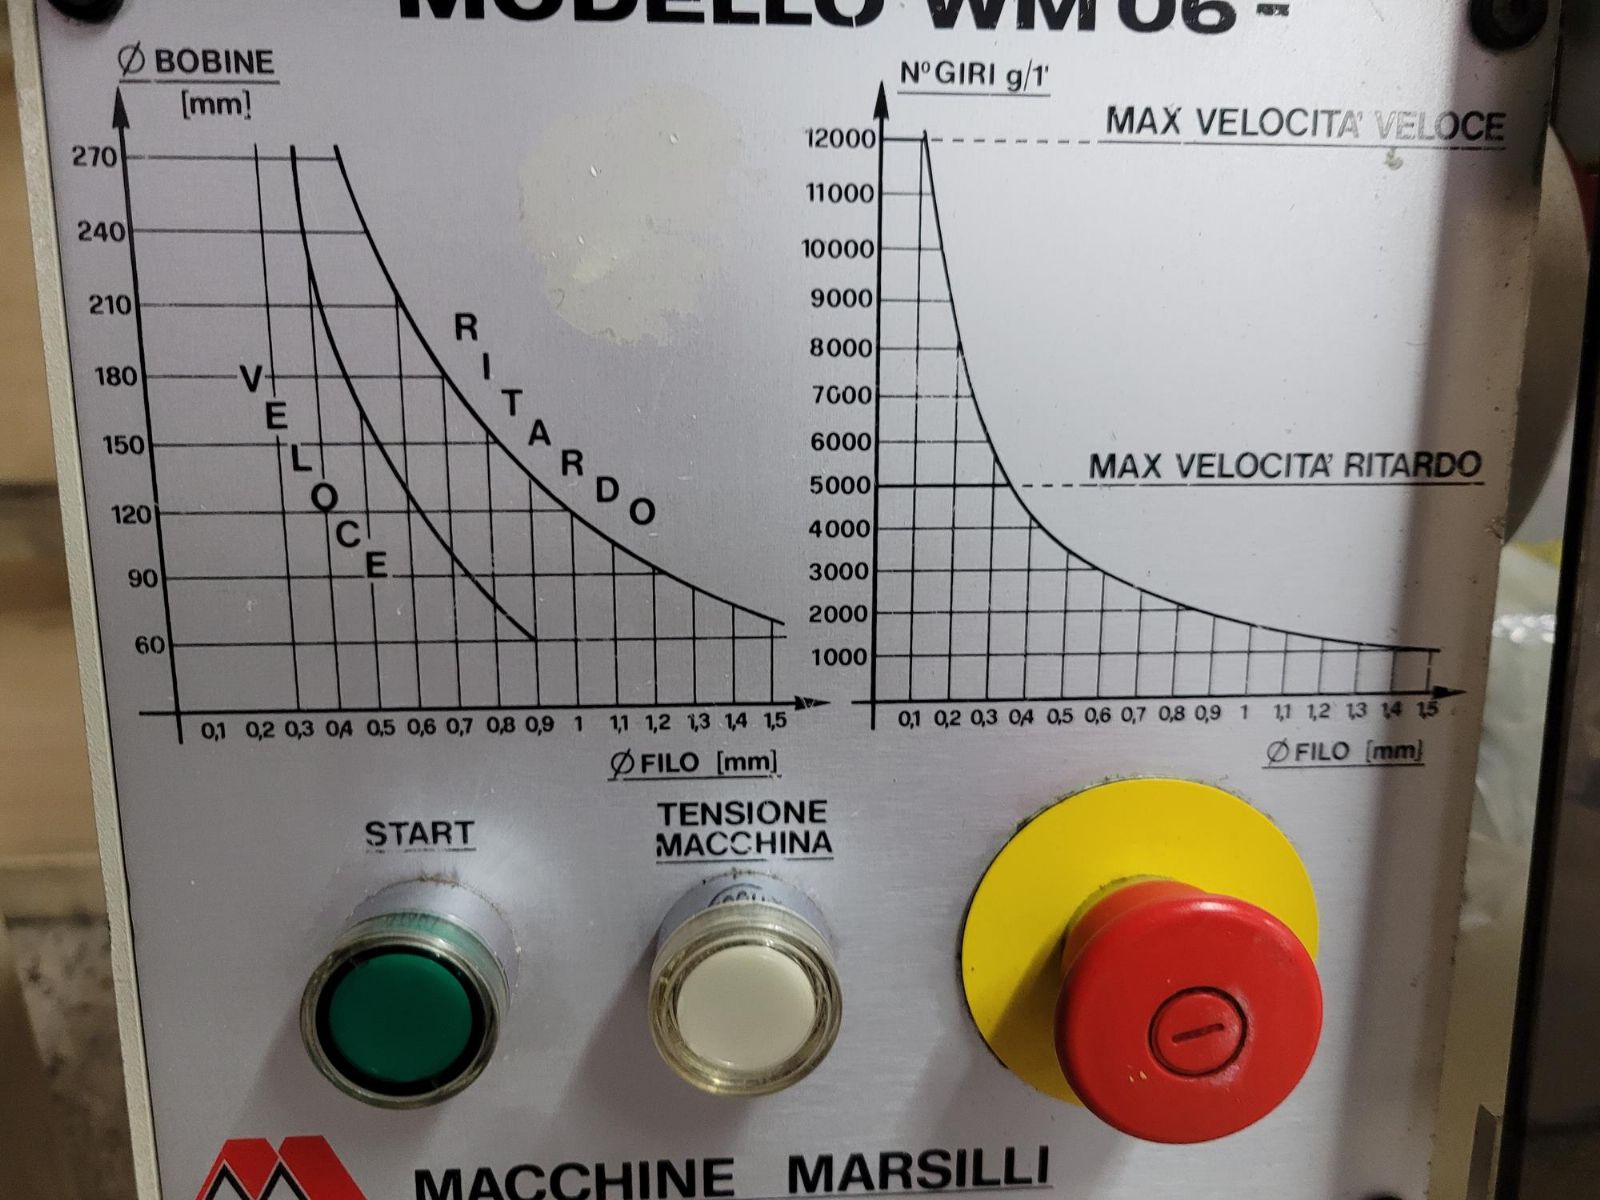 MODELLO WM 06-
Ø BOBINE
[mm]
270
240
210
180
150
120
90
60
VELOCE
RITARDO
0,1 0,2 0,3 0,4 0,5 0,6 0,7 0,8 0,9 1 1,1 1,2 1,3 1,4 1,5
Ø FILO [mm]
N° GIRI g/1'
12000
11000
10000
9000
8000
7000
6000
5000
4000
3000
2000
1000
MAX VELOCITA' VELOCE
MAX VELOCITA' RITARDO
0,1 0,2 0,3 0,4 0,5 0,6 0,7 0,8 0,9 1 1,1 1,2 1,3 1,4 1,5
Ø FILO [mm]
START
TENSIONE
MACCHINA
MACCHINE MARSILLI